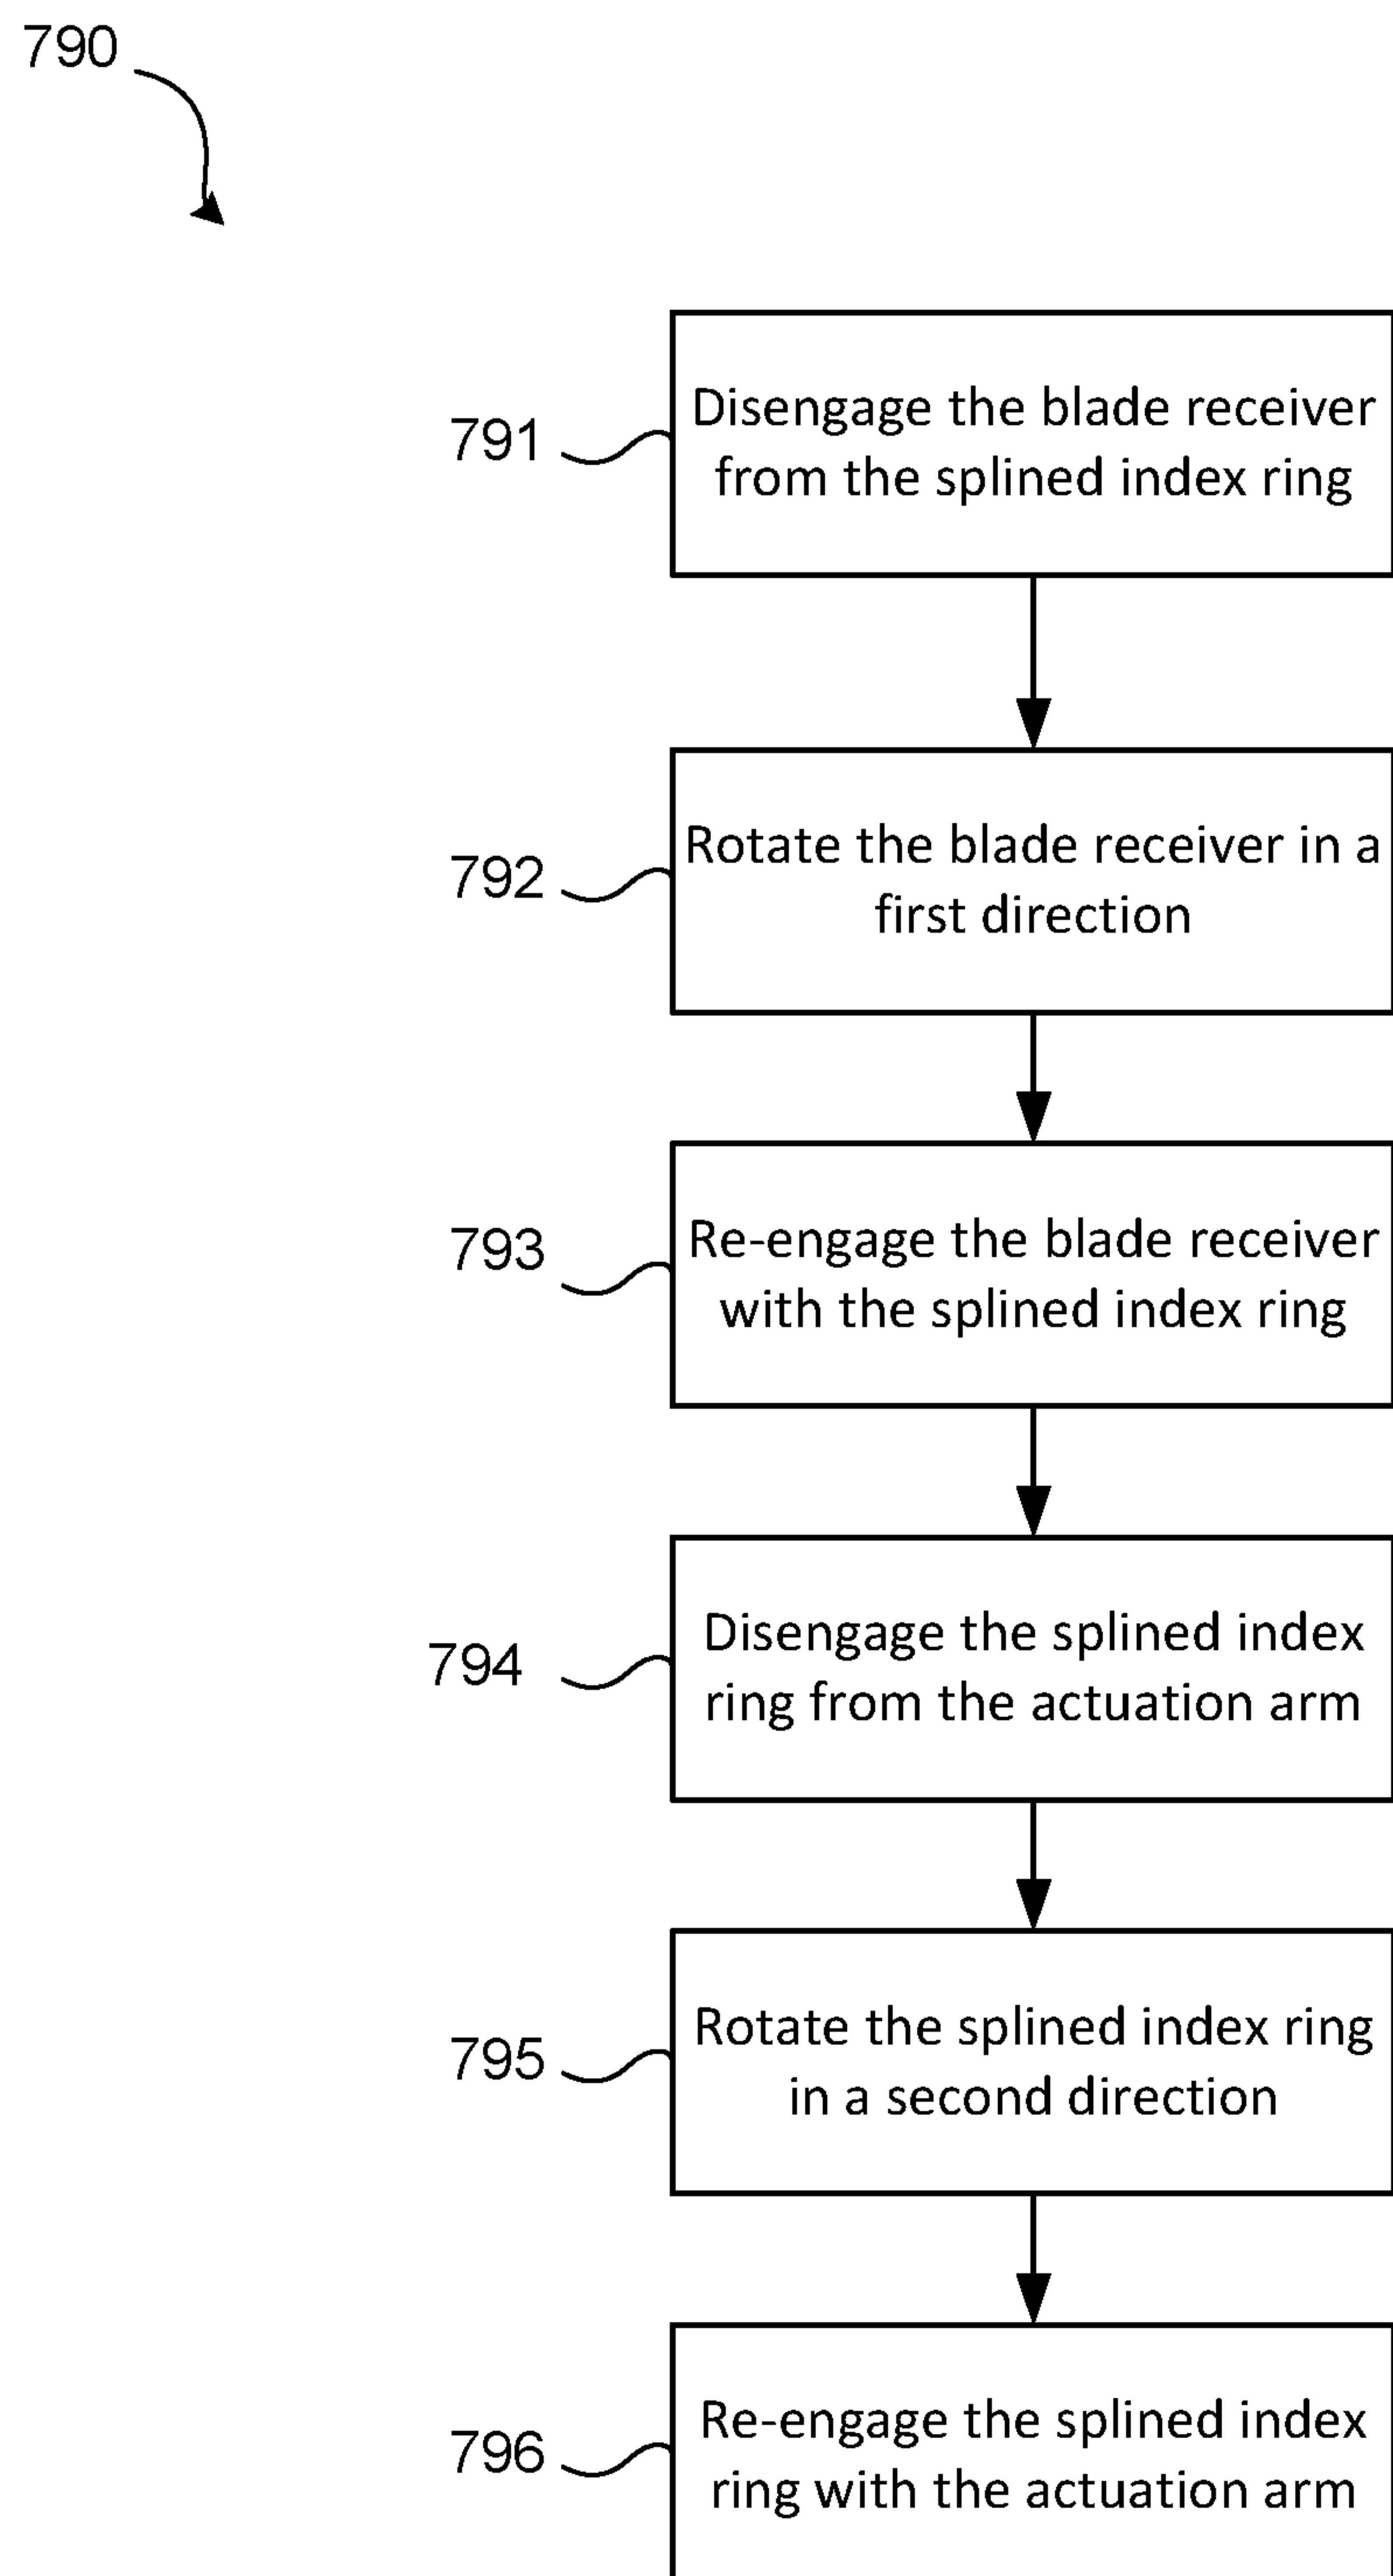 790
791
Disengage the blade receiver
from the splined index ring
792
Rotate the blade receiver in a
first direction
793
Re-engage the blade receiver
with the splined index ring
794
Disengage the splined index
ring from the actuation arm
795
Rotate the splined index ring
in a second direction
796
Re-engage the splined index
ring with the actuation arm